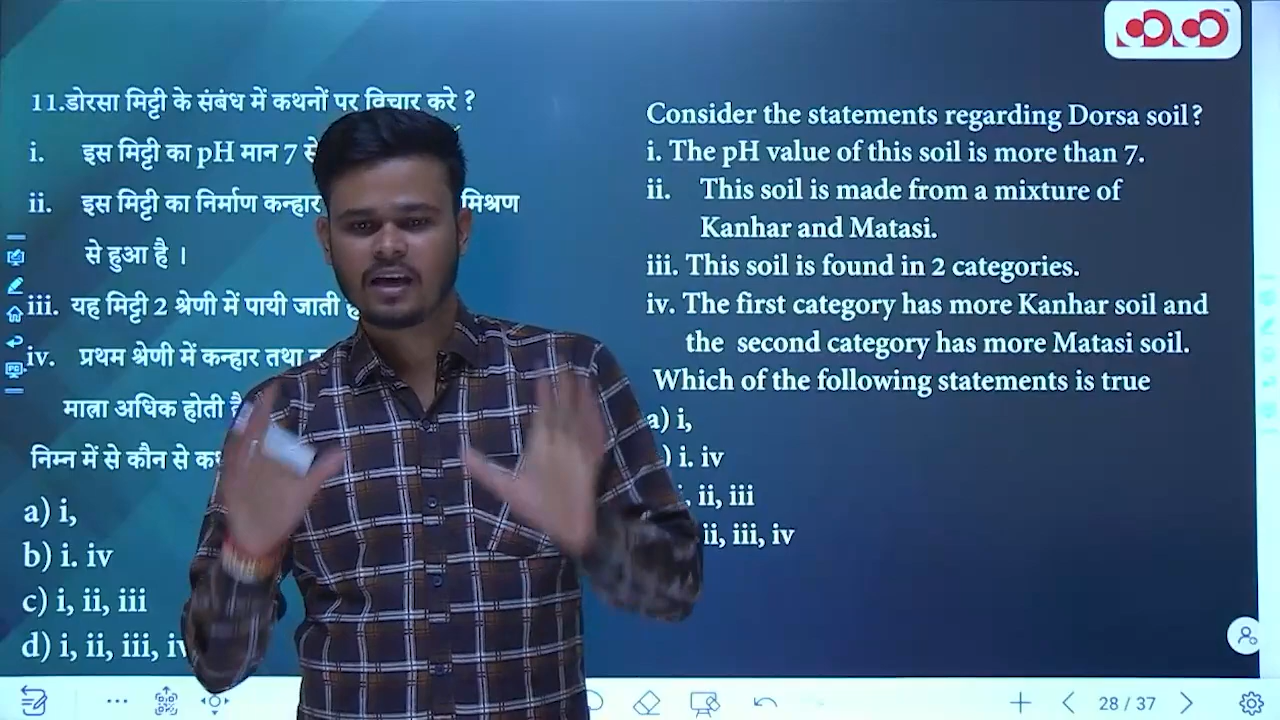 11.डोरसा मिट्टी के संबंध में कथनों पर विचार करे ?
i. इस मिट्टी का pH मान 7 से
ii. इस मिट्टी का निर्माण कन्हार मिश्रण
से हुआ है ।
iii. यह मिट्टी 2 श्रेणी में पायी जाती
iv. प्रथम श्रेणी में कन्हार तथा
मात्रा अधिक होती
निम्न में से कौन से
a) i,
b) i. iv
c) i, ii, iii
d) i, ii, iii, iv
Consider the statements regarding Dorsa soil?
i. The pH value of this soil is more than 7.
ii. This soil is made from a mixture of
Kanhar and Matasi.
iii. This soil is found in 2 categories.
iv. The first category has more Kanhar soil and
the second category has more Matasi soil.
Which of the following statements is true
a) i,
) i. iv
, ii, iii
ii, iii, iv
28 / 37